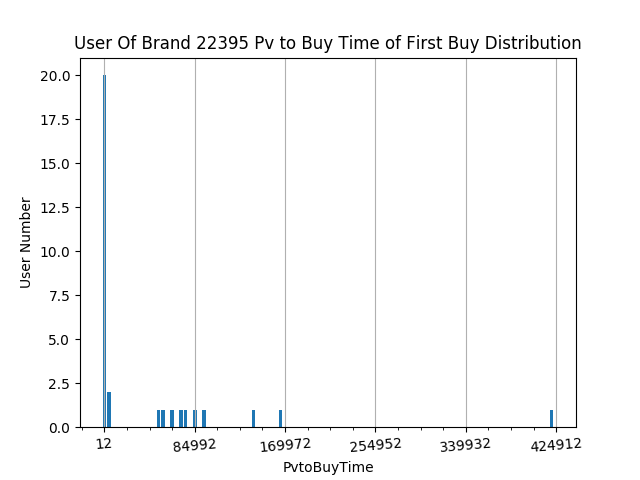 User Of Brand 22395 Pv to Buy Time of First Buy Distribution
20.0
17.5
15.0
12.5
10.0
7.5
5.0
2.5
0.0
User Number
12 84992 169972 254952 339932 424912
PvtoBuyTime